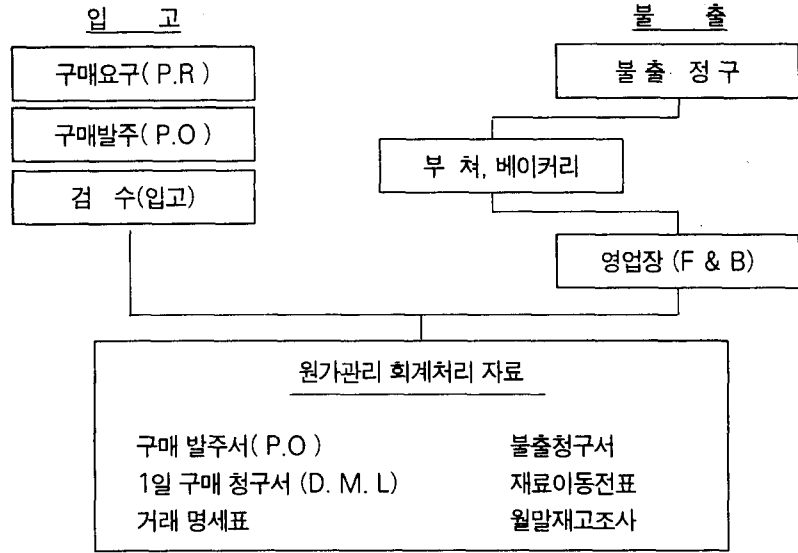 입 고
구매요구( P.R )
구매발주( P.O )
검 수(입고)
불 출
불 출 정 구
부 쳐, 베이커리
영업장 (F & B)
원가관리 회계처리 자료
구매 발주서( P.O )
1일 구매 청구서 (D. M. L)
거래 명세표
불출청구서
재료이동전표
월말재고조사